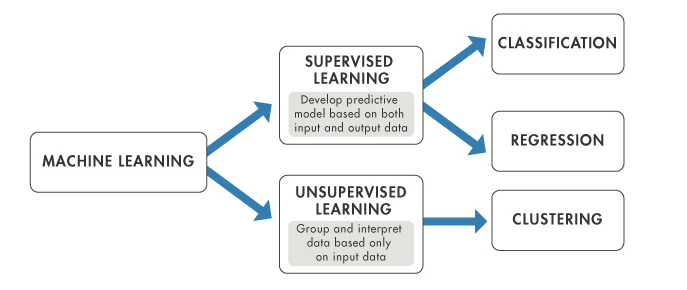 MACHINE LEARNING
SUPERVISED
LEARNING
Develop predictive
model based on both
input and output data
UNSUPERVISED
LEARNING
Group and interpret
data based only
on input data
CLASSIFICATION
REGRESSION
CLUSTERING